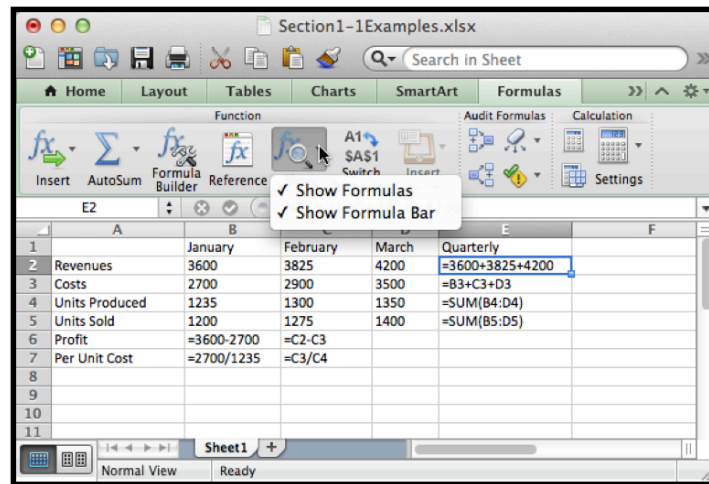 Section1-1Examples.xlsx
Search in Sheet
Home Layout Tables Charts SmartArt Formulas
Function Audit Formulas Calculation
A1
$A$1
Insert AutoSum Formula Builder Reference Switch Insert Settings
✓ Show Formulas
✓ Show Formula Bar
E2
A B E F
1 January February March Quarterly
2 Revenues 3600 3825 4200 =3600+3825+4200
3 Costs 2700 2900 3500 =B3+C3+D3
4 Units Produced 1235 1300 1350 =SUM(B4:D4)
5 Units Sold 1200 1275 1400 =SUM(B5:D5)
6 Profit =3600-2700 =C2-C3
7 Per Unit Cost =2700/1235 =C3/C4
8
9
10
11
Sheet1
Normal View Ready